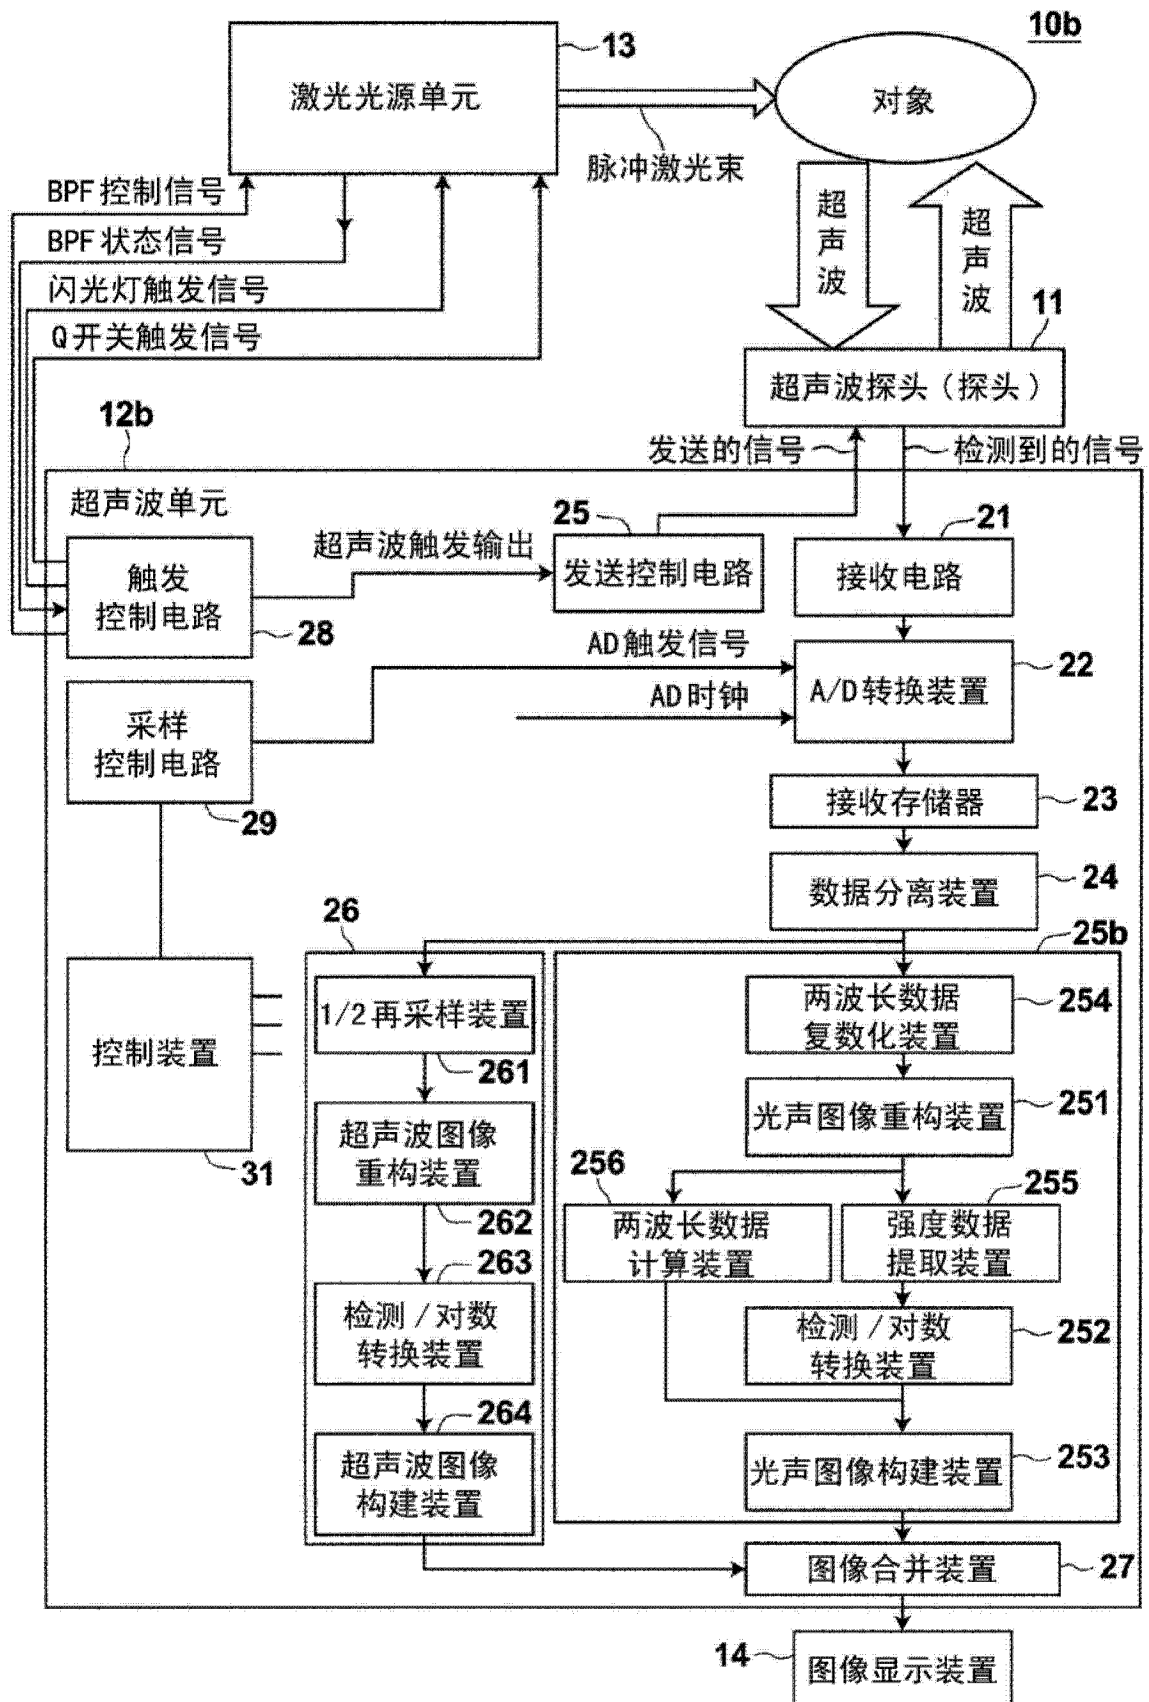 10b
13
激光光源单元
对象
脉冲激光束
BPF控制信号
BPF状态信号
闪光灯触发信号
Q开关触发信号
超声波
超声波
11
超声波探头(探头)
12b
发送的信号
检测到的信号
超声波单元
25
21
超声波触发输出
触发
控制电路
发送控制电路
接收电路
28
AD触发信号
22
A/D转换装置
AD时钟
采样
控制电路
29
接收存储器
23
数据分离装置
24
26
25b
1/2再采样装置
261
两波长数据
复数化装置
254
控制装置
31
光声图像重构装置
251
超声波图像
重构装置
262
256
255
两波长数据
计算装置
强度数据
提取装置
263
检测/对数
转换装置
检测/对数
转换装置
252
264
超声波图像
构建装置
光声图像构建装置
253
图像合并装置
27
14
图像显示装置